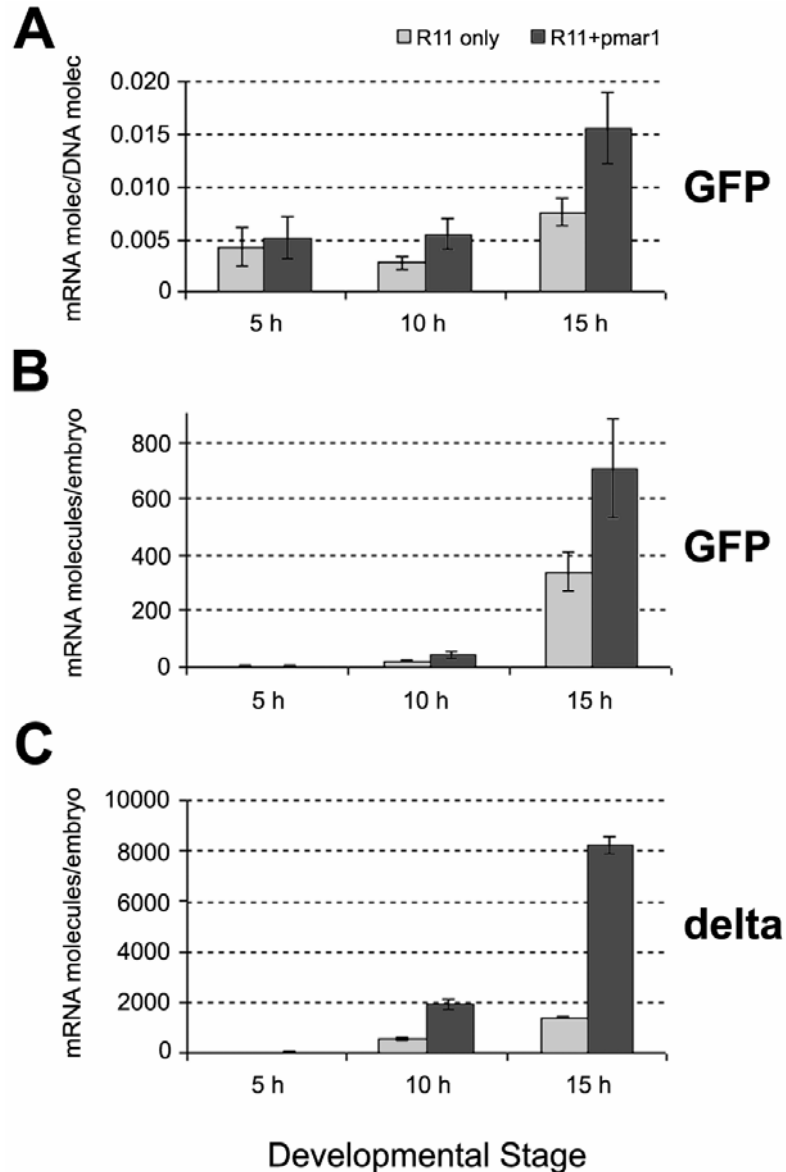 A
R11 only R11+pmar1
mRNA molec/DNA molec
0.020
0.015
0.010
0.005
0
5 h 10 h 15 h
GFP
B
mRNA molecules/embryo
800
600
400
200
0
5 h 10 h 15 h
GFP
C
mRNA molecules/embryo
10000
8000
6000
4000
2000
0
5 h 10 h 15 h
delta
Developmental Stage